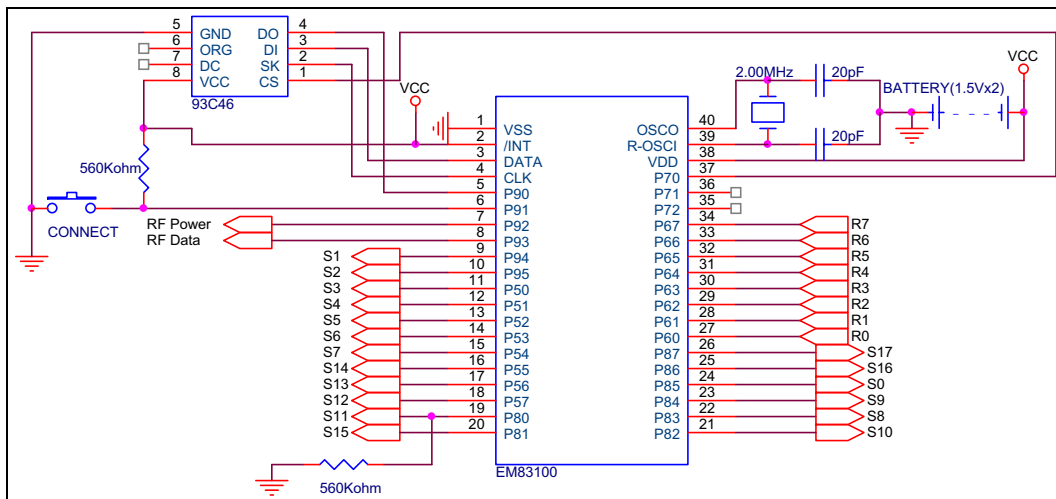 5 GND DO 4
6 ORG DI 3
7 DC SK 2
8 VCC CS 1
93C46
VCC
2.00MHz
20pF
20pF
BATTERY(1.5Vx2)
VCC
560Kohm
CONNECT
RF Power
RF Data
1 VSS OSCO 40
2 /INT R-OSCI 39
3 DATA VDD 38
4 CLK P70 37
5 P90 P71 36
6 P91 P72 35
7 P92 P67 34 R7
8 P93 P66 33 R6
S1 9 P94 P65 32 R5
S2 10 P95 P64 31 R4
S3 11 P50 P63 30 R3
S4 12 P51 P62 29 R2
S5 13 P52 P61 28 R1
S6 14 P53 P60 27 R0
S7 15 P54 P87 26 S17
S14 16 P55 P86 25 S16
S13 17 P56 P85 24 S0
S12 18 P57 P84 23 S9
S11 19 P80 P83 22 S8
S15 20 P81 P82 21 S10
EM83100
560Kohm